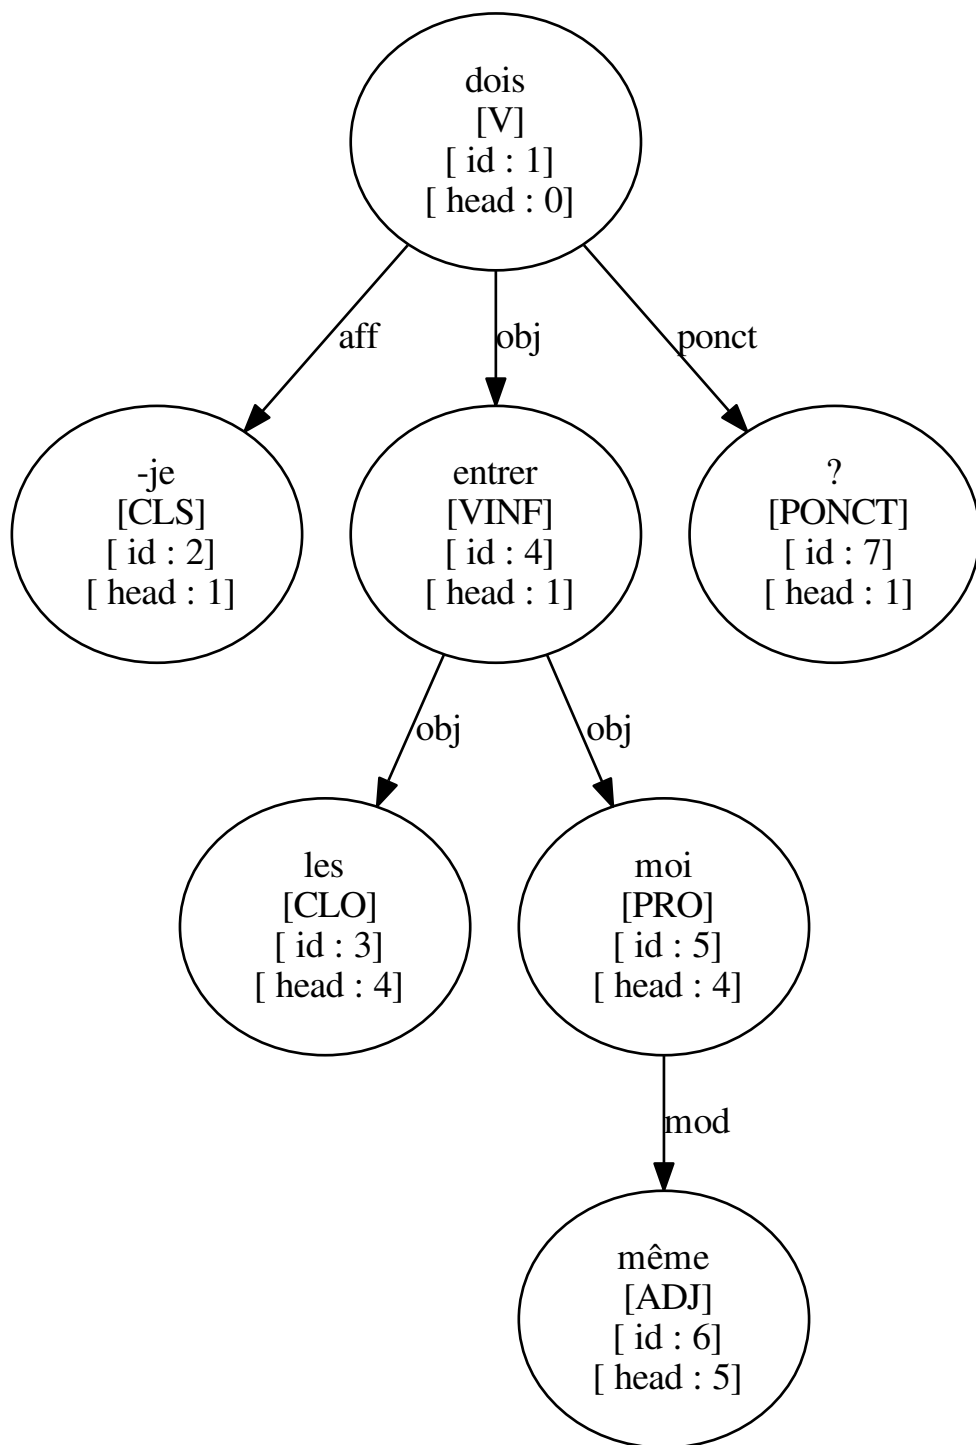 dois
[V]
[ id : 1]
[ head : 0]
aff
obj
ponct
-je
[CLS]
[ id : 2]
[ head : 1]
entrer
[VINF]
[ id : 4]
[ head : 1]
?
[PONCT]
[ id : 7]
[ head : 1]
obj
obj
les
[CLO]
[ id : 3]
[ head : 4]
moi
[PRO]
[ id : 5]
[ head : 4]
mod
même
[ADJ]
[ id : 6]
[ head : 5]